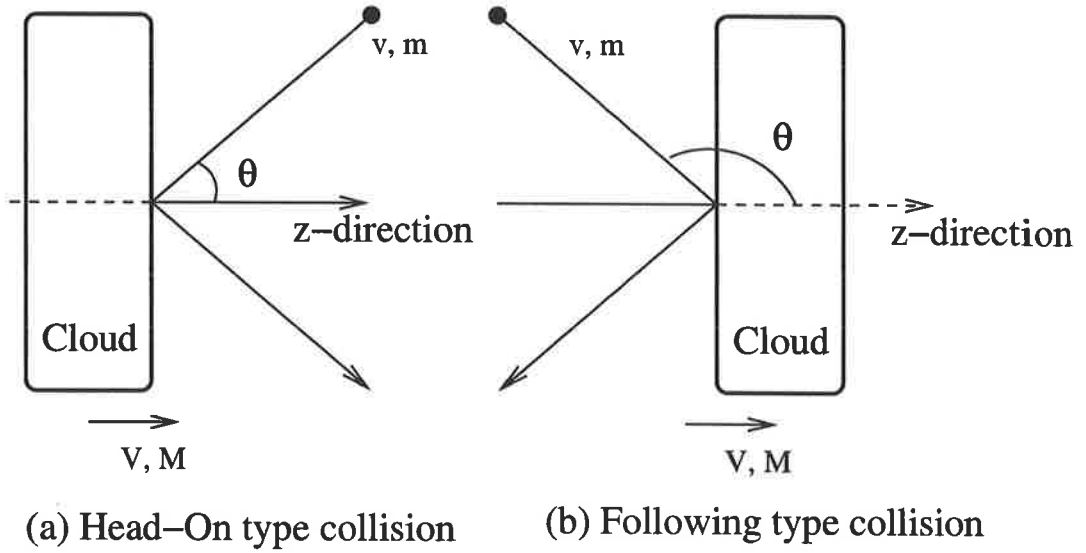 v, m
θ
z−direction
Cloud
V, M
(a) Head−On type collision
v, m
θ
z−direction
Cloud
V, M
(b) Following type collision